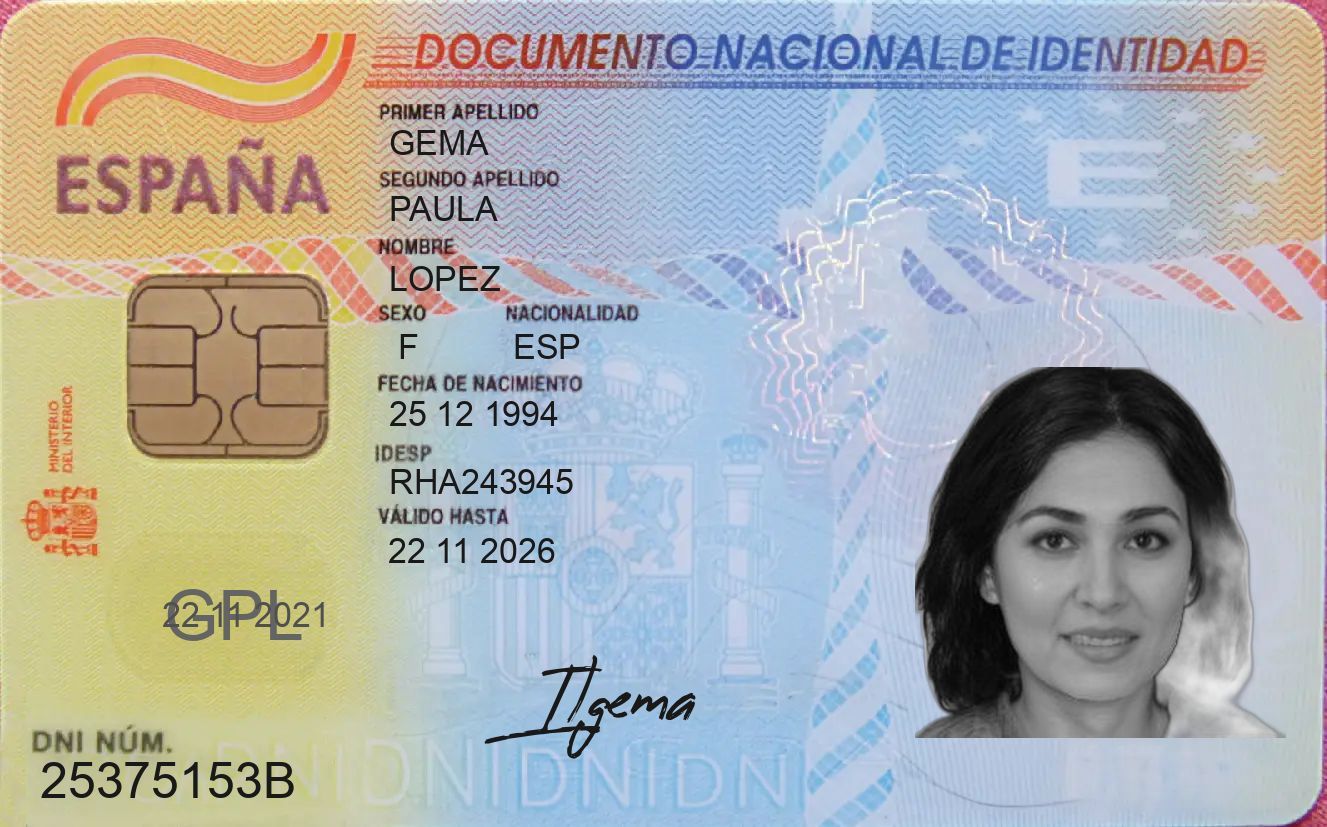 DOCUMENTO NACIONAL DE IDENTIDAD
ESPAÑA
PRIMER APELLIDO
GEMA
SEGUNDO APELLIDO
PAULA
NOMBRE
LOPEZ
SEXO NACIONALIDAD
F ESP
FECHA DE NACIMIENTO
25 12 1994
IDESP
RHA243945
VÁLIDO HASTA
22 11 2026
MINISTERIO
DEL INTERIOR
E
22 11 2021
GPL
Ilgema
DNI NÚM.
25375153B
DNIDNIDNIDNI